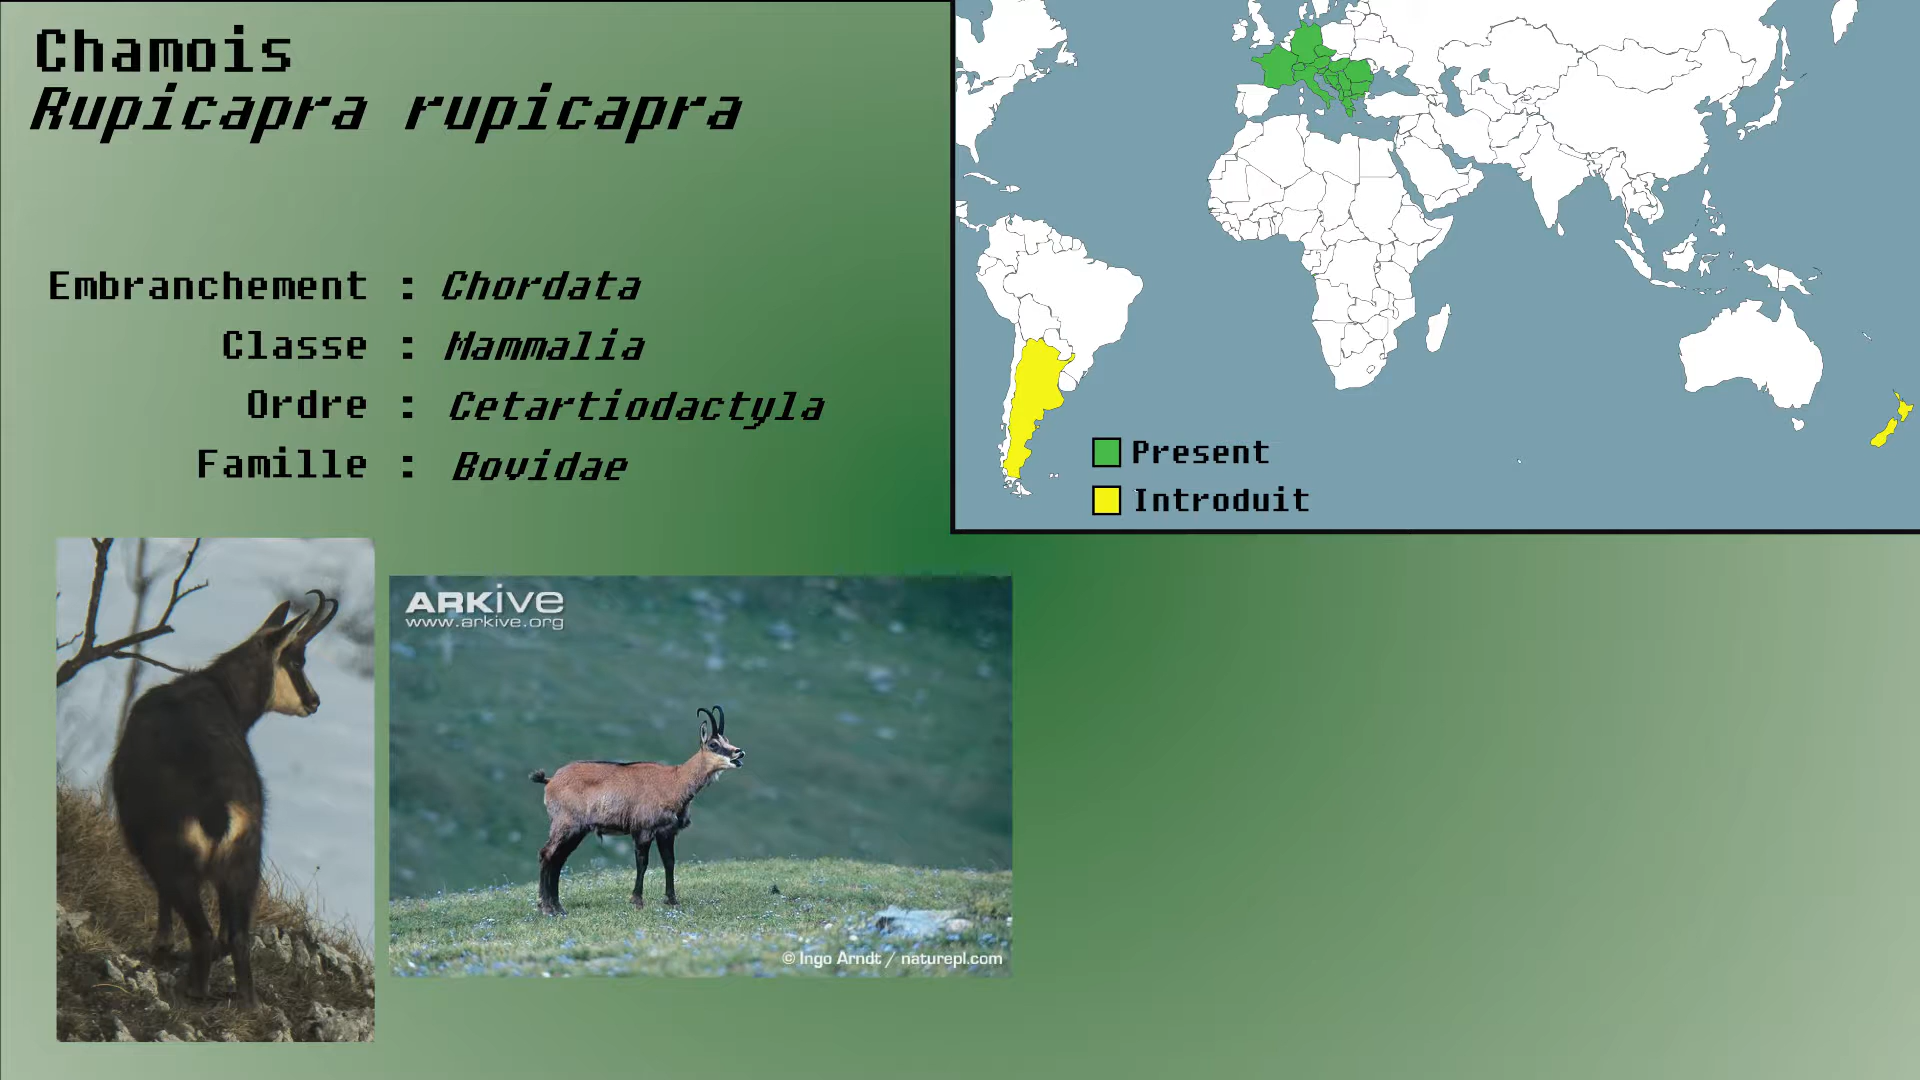 Chamois
Rupicapra rupicapra
Embranchement : Chordata
Classe : Mammalia
Ordre : Cetartiodactyla
Famille : Bovidae
Present
Introduit
ARKive
www.arkive.org
© Ingo Arndt / naturepl.com